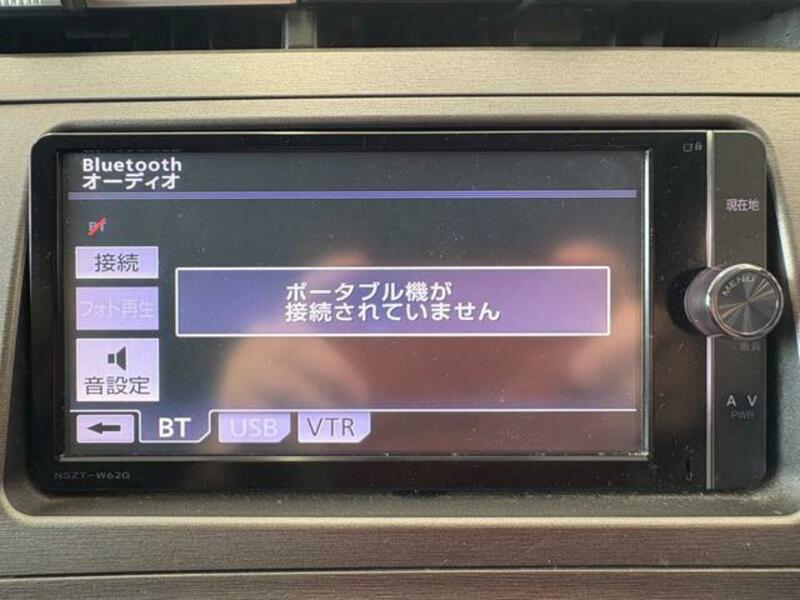 Bluetooth
オーディオ
BT
接続
フォト再生
音設定
ポータブル機が
接続されていません
BT
USB
VTR
現在地
MENU
AV
PWR
NSZT-W62G